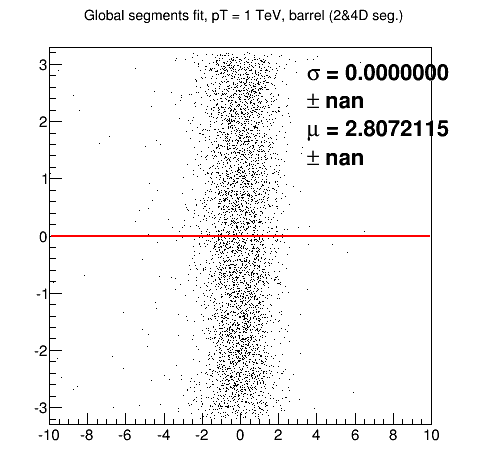 Global segments fit, pT = 1 TeV, barrel (2&4D seg.)
σ = 0.0000000
± nan
μ = 2.8072115
± nan
3
2
1
0
-1
-2
-3
-10 -8 -6 -4 -2 0 2 4 6 8 10